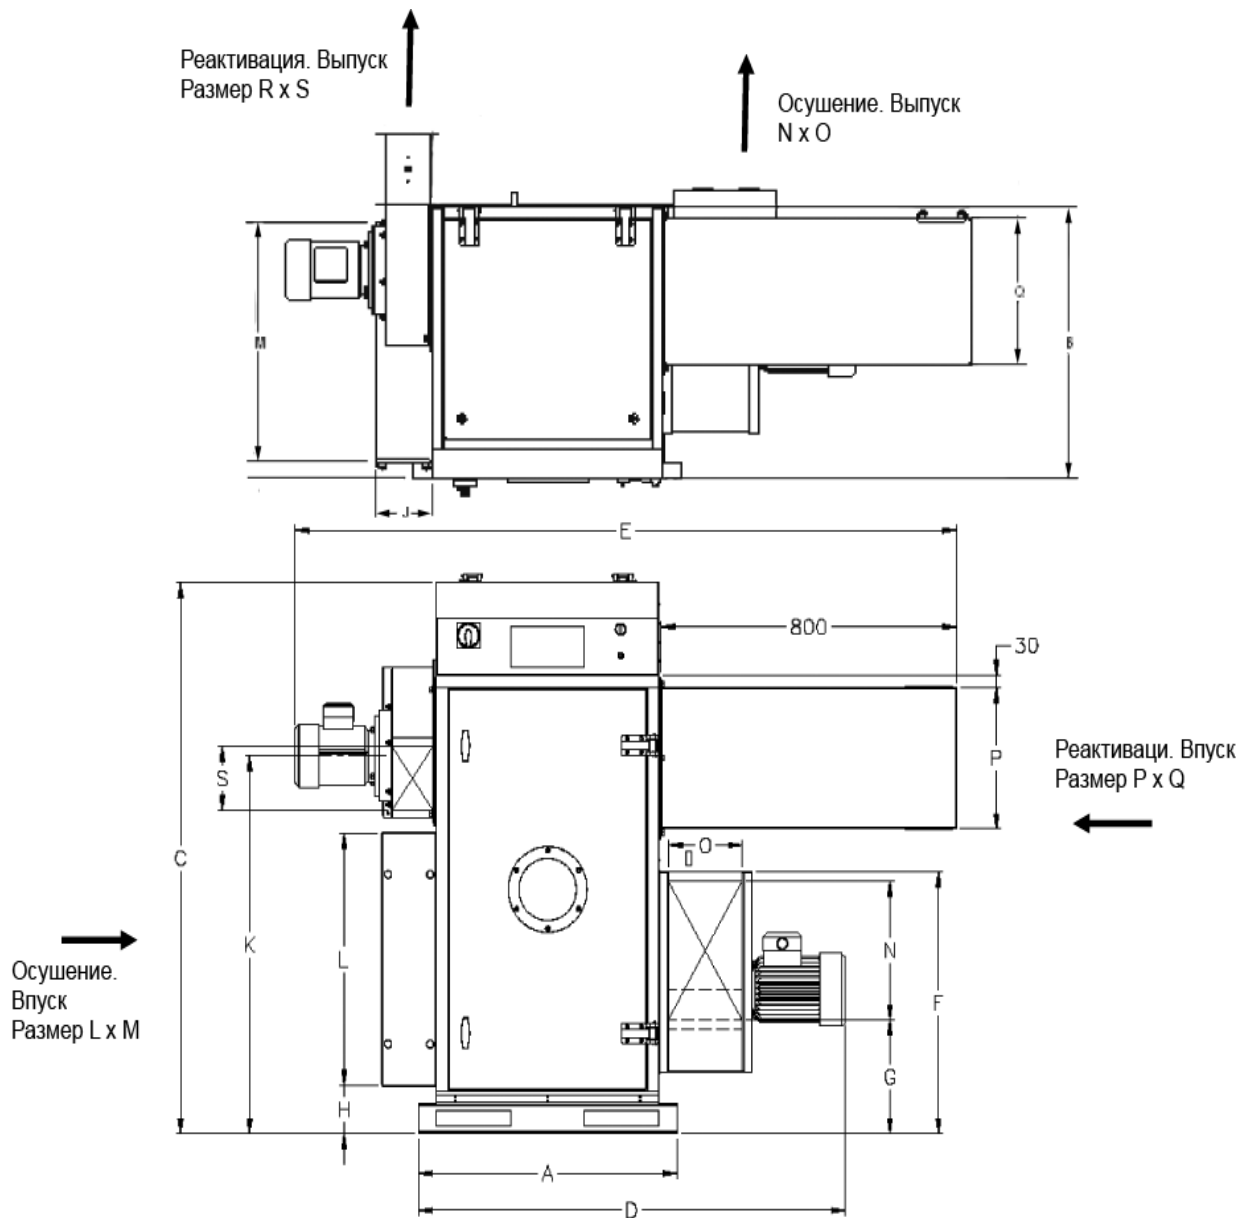 Реактивация. Выпуск
Размер R x S
Осушение. Выпуск
N x O
M
Q
B
J
E
800
30
S
P
Реактиваци. Впуск
Размер P x Q
C
K
L
O
N
F
Осушение.
Впуск
Размер L x M
G
H
A
D